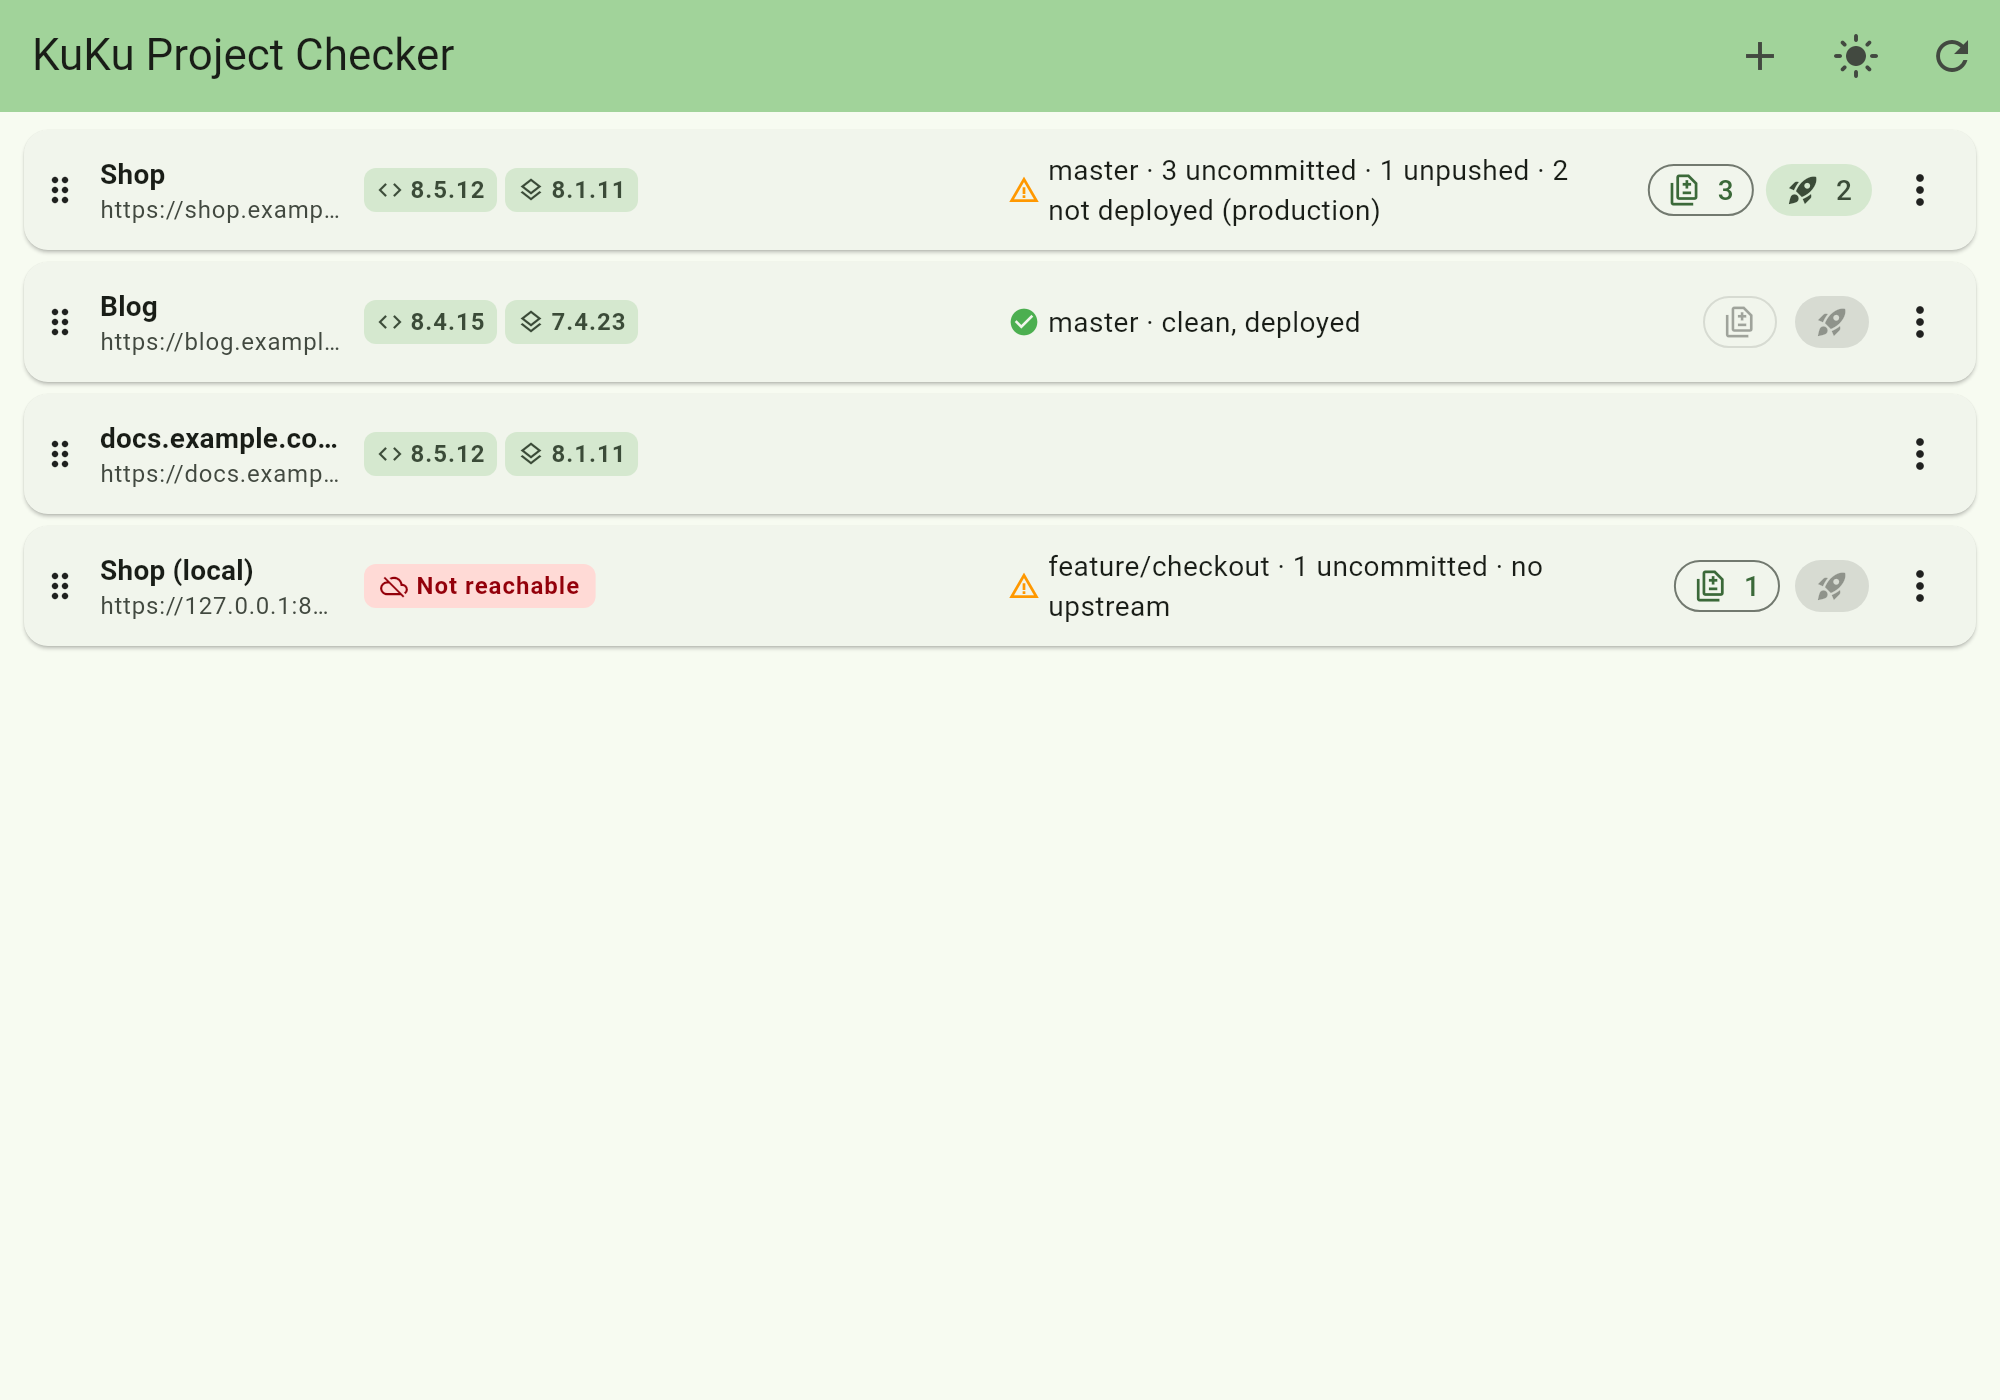 KuKu Project Checker
Shop
https://shop.examp…
8.5.12
8.1.11
master · 3 uncommitted · 1 unpushed · 2
not deployed (production)
3
2
Blog
https://blog.exampl…
8.4.15
7.4.23
master · clean, deployed
docs.example.co…
https://docs.examp…
8.5.12
8.1.11
Shop (local)
https://127.0.0.1:8…
Not reachable
feature/checkout · 1 uncommitted · no
upstream
1